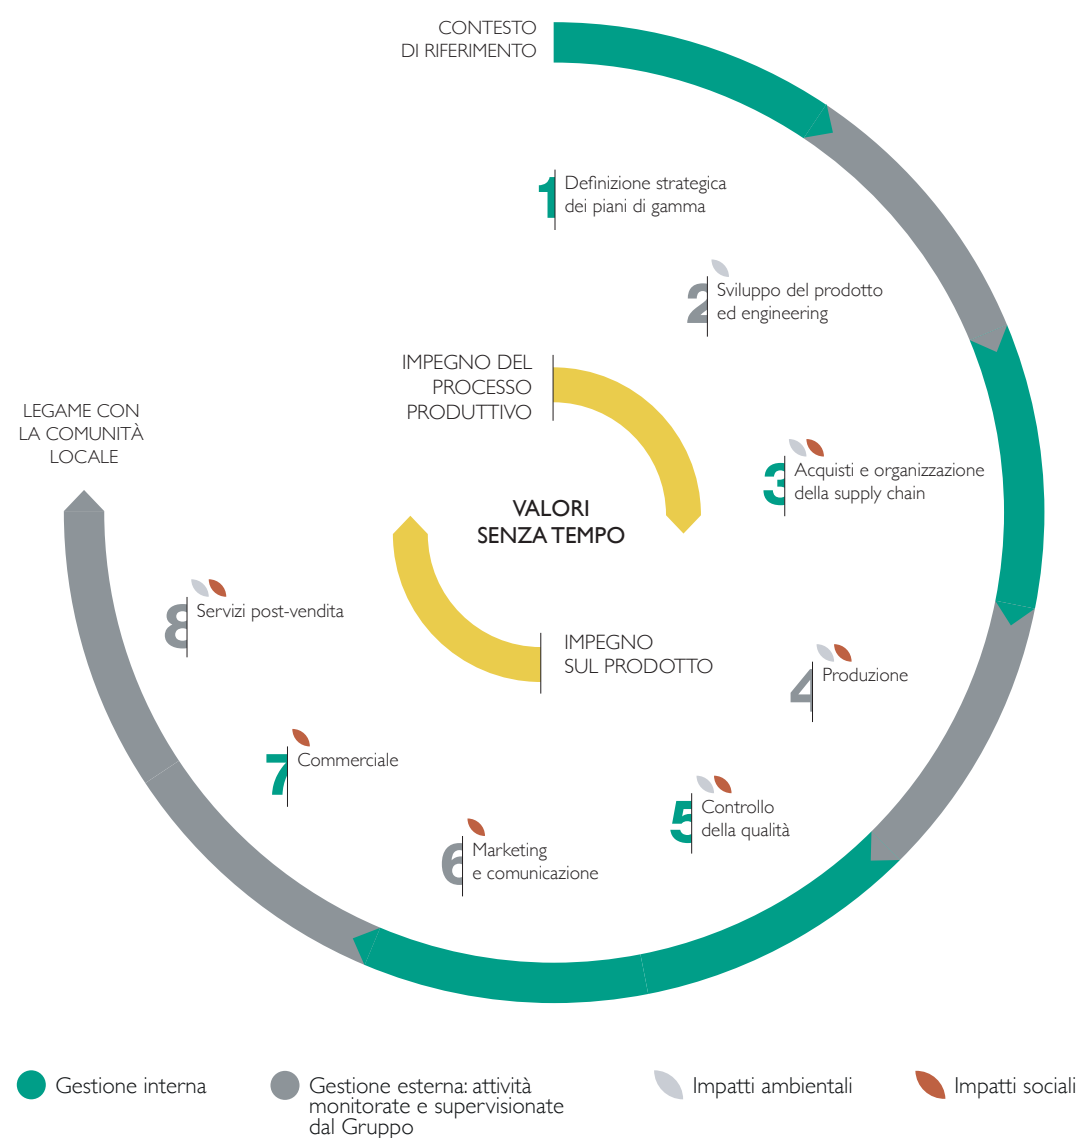 CONTESTO
DI RIFERIMENTO
1
Definizione strategica
dei piani di gamma
2
Sviluppo del prodotto
ed engineering
IMPEGNO DEL
PROCESSO
PRODUTTIVO
LEGAME CON
LA COMUNITÀ
LOCALE
3
Acquisti e organizzazione
della supply chain
VALORI
SENZA TEMPO
8
Servizi post-vendita
IMPEGNO
SUL PRODOTTO
4
Produzione
7
Commerciale
5
Controllo
della qualità
6
Marketing
e comunicazione
Gestione interna
Gestione esterna: attività
monitorate e supervisionate
dal Gruppo
Impatti ambientali
Impatti sociali